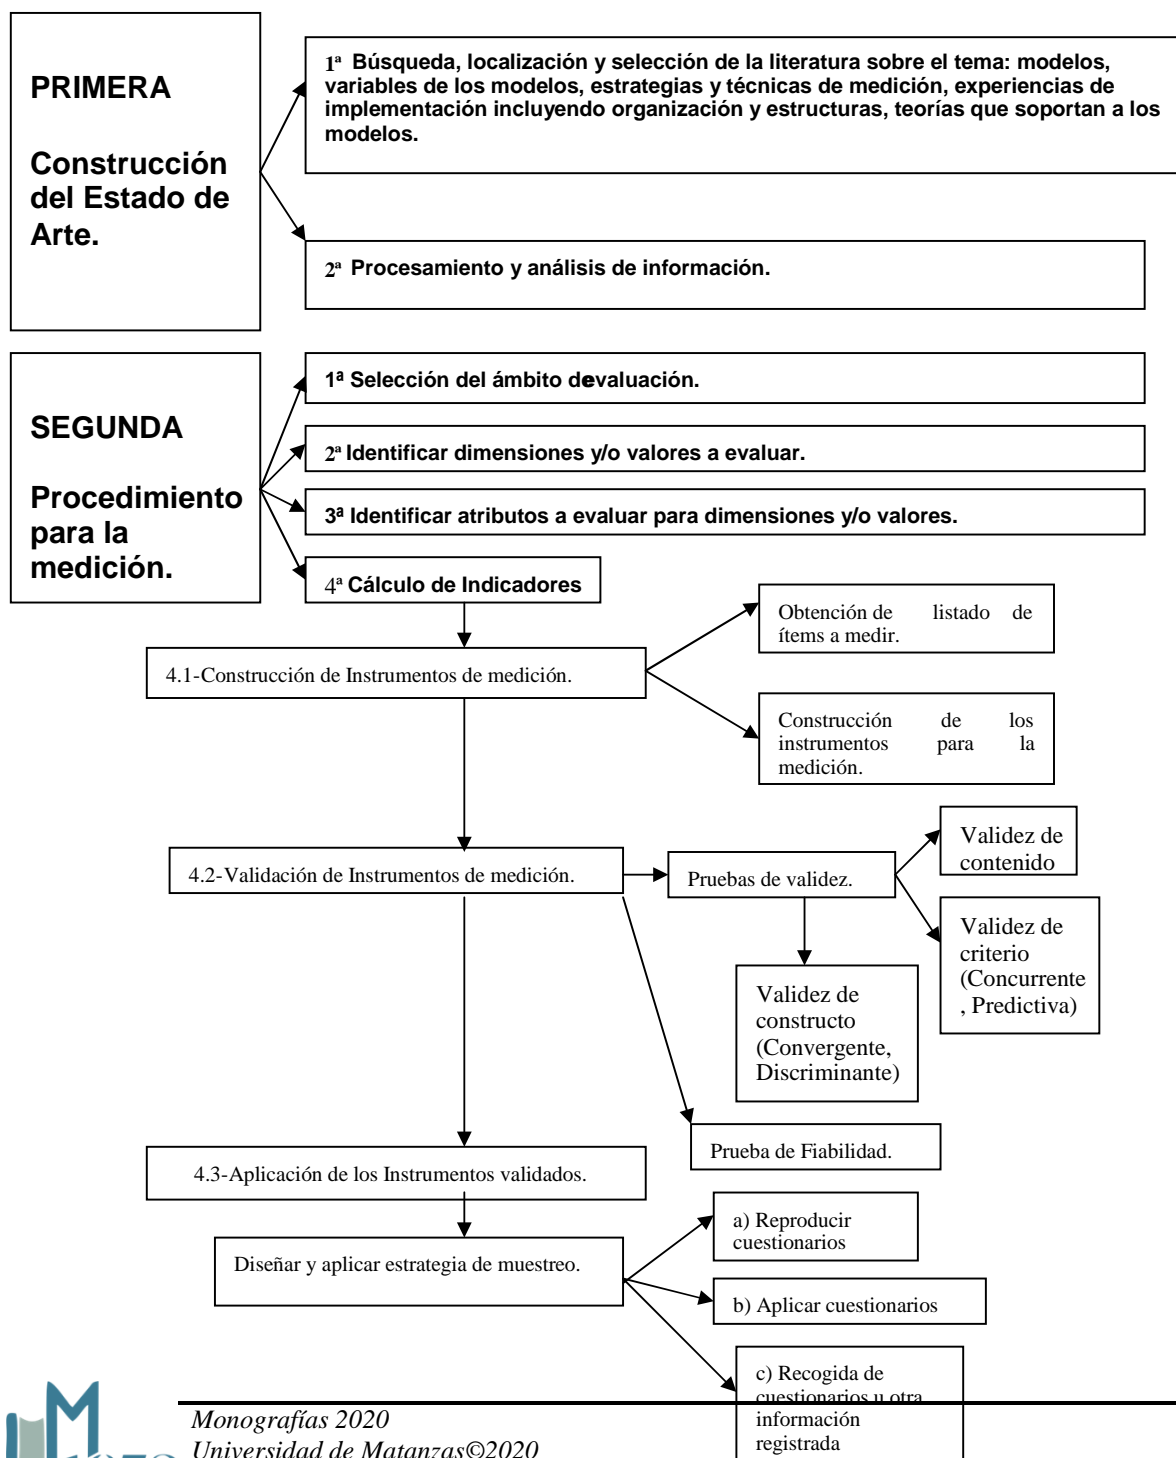 PRIMERA
Construcción
del Estado de
Arte.
1ª Búsqueda, localización y selección de la literatura sobre el tema: modelos,
variables de los modelos, estrategias y técnicas de medición, experiencias de
implementación incluyendo organización y estructuras, teorías que soportan a los
modelos.
2ª Procesamiento y análisis de información.
SEGUNDA
Procedimiento
para la
medición.
1ª Selección del ámbito de evaluación.
2ª Identificar dimensiones y/o valores a evaluar.
3ª Identificar atributos a evaluar para dimensiones y/o valores.
4ª Cálculo de Indicadores
4.1-Construcción de Instrumentos de medición.
Obtención de listado de
ítems a medir.
Construcción de los
instrumentos para la
medición.
4.2-Validación de Instrumentos de medición.
Pruebas de validez.
Validez de
contenido
Validez de
criterio
(Concurrente
, Predictiva)
Validez de
constructo
(Convergente,
Discriminante)
Prueba de Fiabilidad.
4.3-Aplicación de los Instrumentos validados.
Diseñar y aplicar estrategia de muestreo.
a) Reproducir
cuestionarios
b) Aplicar cuestionarios
c) Recogida de
cuestionarios u otra
información
registrada
Monografías 2020
Universidad de Matanzas©2020